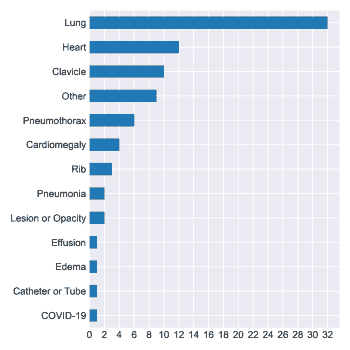 Lung
Heart
Clavicle
Other
Pneumothorax
Cardiomegaly
Rib
Pneumonia
Lesion or Opacity
Effusion
Edema
Catheter or Tube
COVID-19
0 2 4 6 8 10 12 14 16 18 20 22 24 26 28 30 32